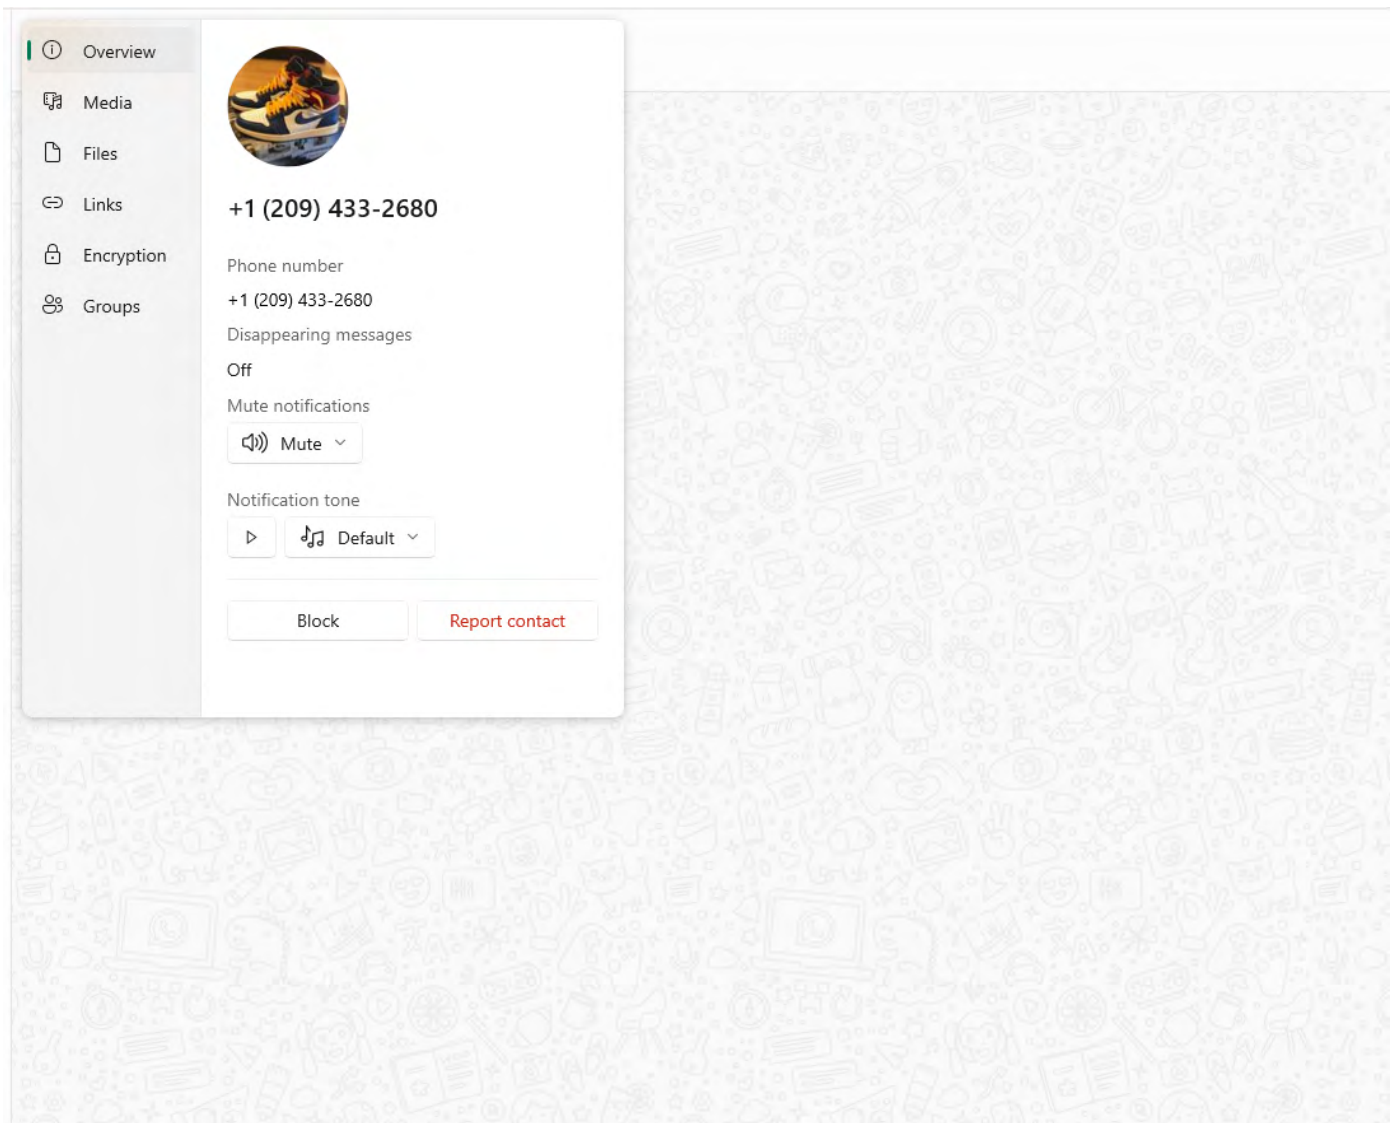 Overview
Media
Files
Links
Encryption
Groups
+1 (209) 433-2680
Phone number
+1 (209) 433-2680
Disappearing messages
Off
Mute notifications
Mute
Notification tone
Default
Block
Report contact